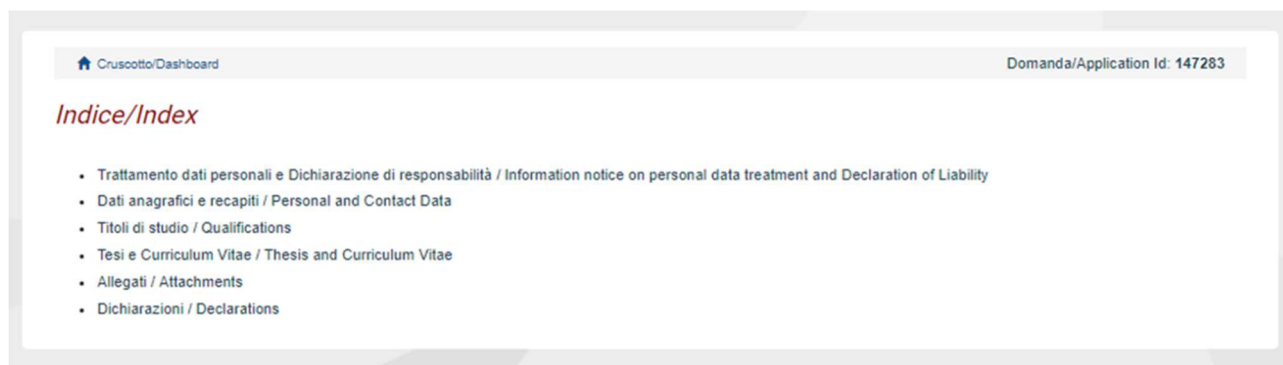 Cruscotto/Dashboard
Domanda/Application Id: 147283
Indice/Index
Trattamento dati personali e Dichiarazione di responsabilità / Information notice on personal data treatment and Declaration of Liability
Dati anagrafici e recapiti / Personal and Contact Data
Titoli di studio / Qualifications
Tesi e Curriculum Vitae / Thesis and Curriculum Vitae
Allegati / Attachments
Dichiarazioni / Declarations